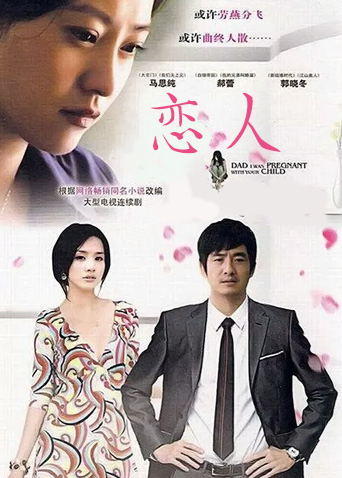 或许劳燕分飞
或许曲终人散……
马思纯 郝蕾 郭晓冬
恋人
DAD I WAS PREGNANT
WITH YOUR CHILD
根据网络畅销同名小说改编
大型电视连续剧